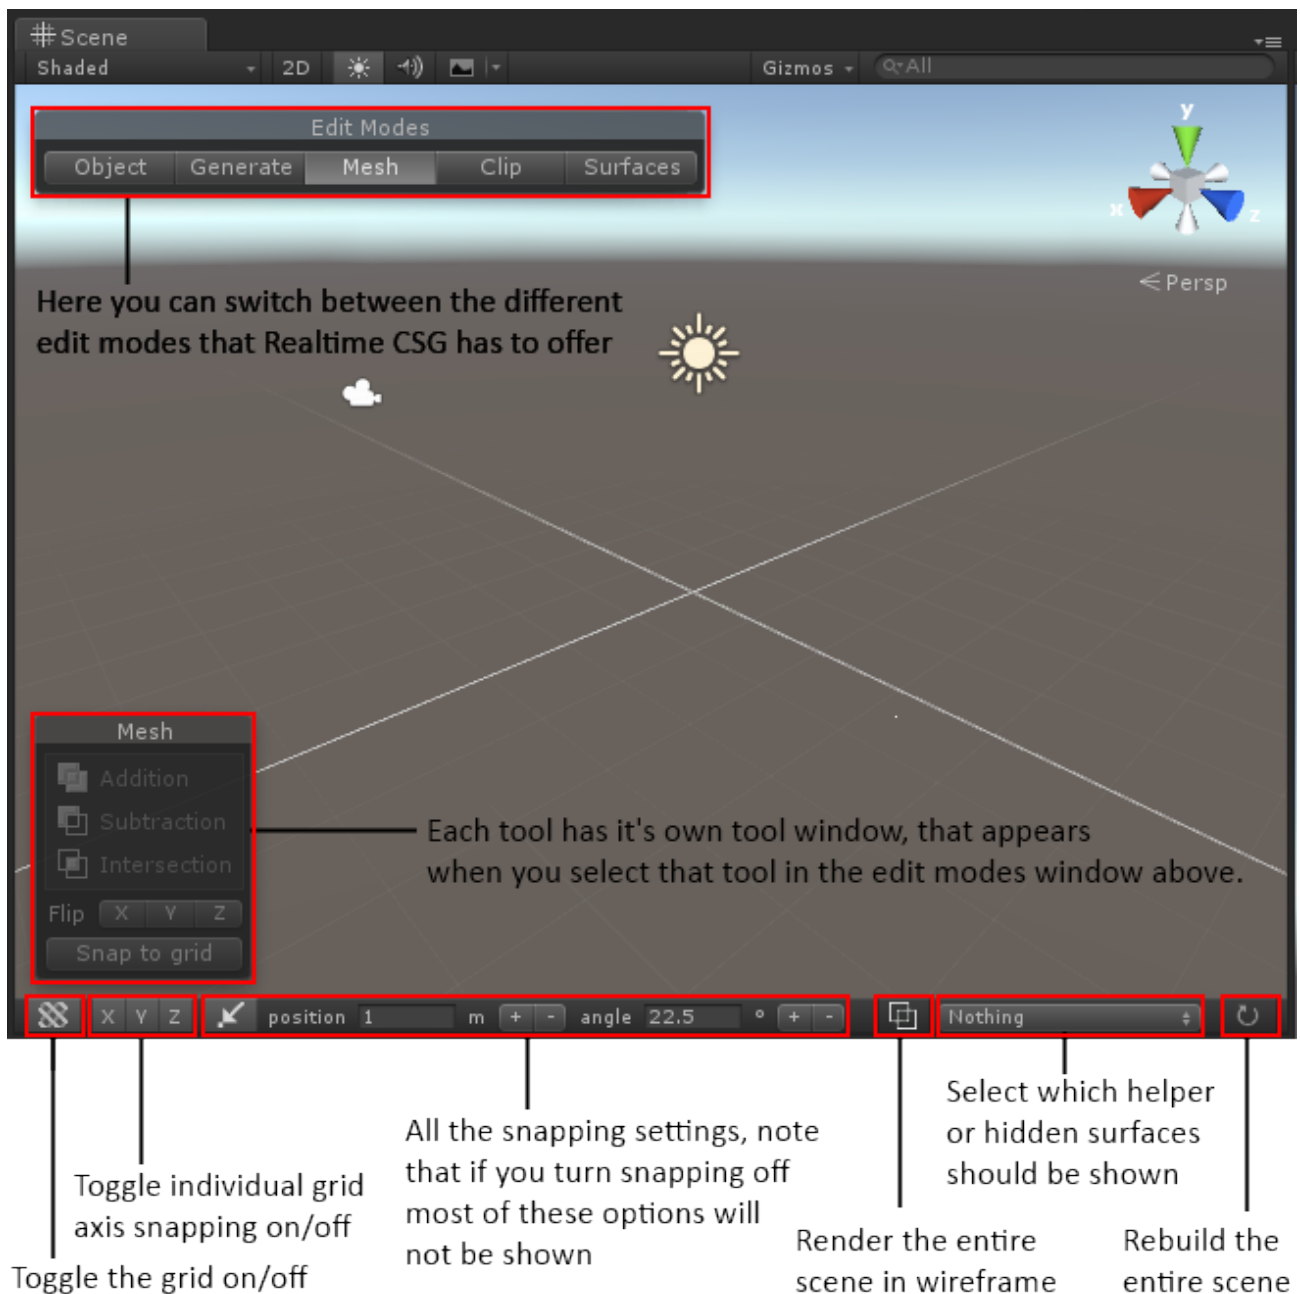 Scene
Shaded 2D Gizmos All
Edit Modes
Object Generate Mesh Clip Surfaces
y
x z
Persp
Here you can switch between the different
edit modes that Realtime CSG has to offer
Mesh
Addition
Subtraction
Intersection
Flip X Y Z
Snap to grid
Each tool has it's own tool window, that appears
when you select that tool in the edit modes window above.
X Y Z position 1 m + - angle 22.5 ° + - Nothing
Select which helper
or hidden surfaces
should be shown
All the snapping settings, note
that if you turn snapping off
most of these options will
not be shown
Toggle individual grid
axis snapping on/off
Toggle the grid on/off
Render the entire
scene in wireframe
Rebuild the
entire scene